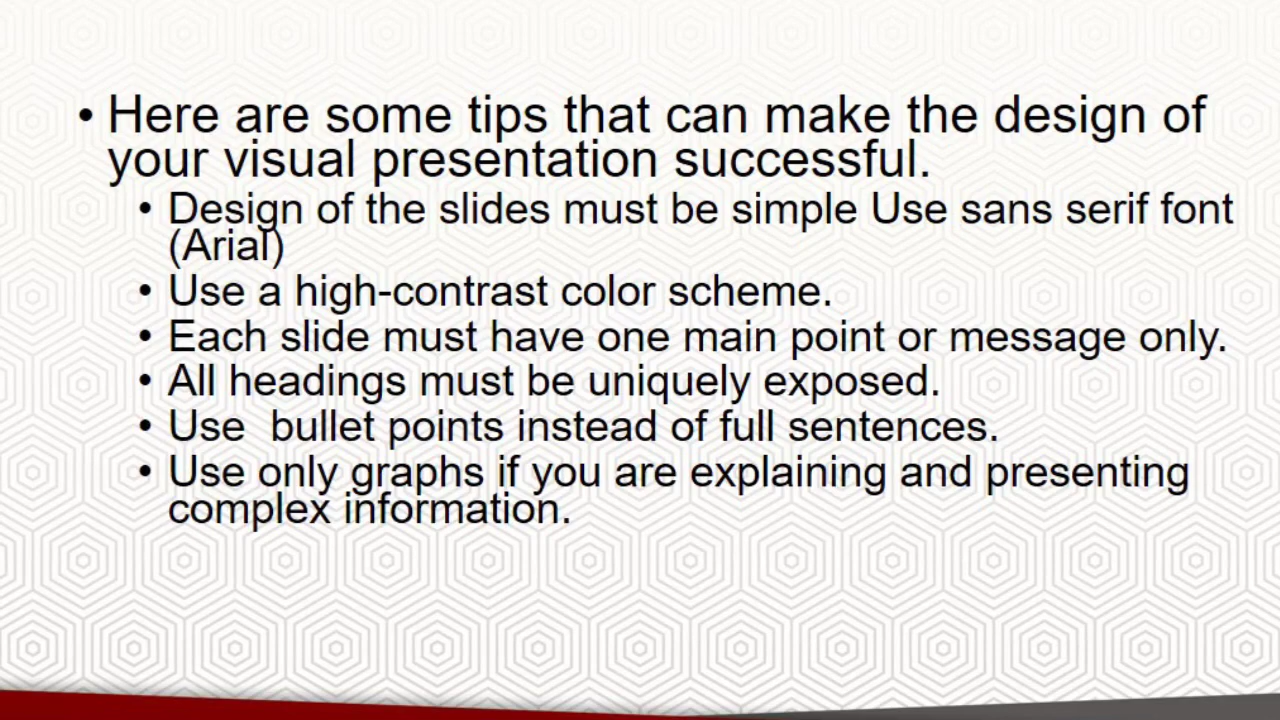 • Here are some tips that can make the design of
your visual presentation successful.
• Design of the slides must be simple Use sans serif font
(Arial)
• Use a high-contrast color scheme.
• Each slide must have one main point or message only.
• All headings must be uniquely exposed.
• Use  bullet points instead of full sentences.
• Use only graphs if you are explaining and presenting
complex information.